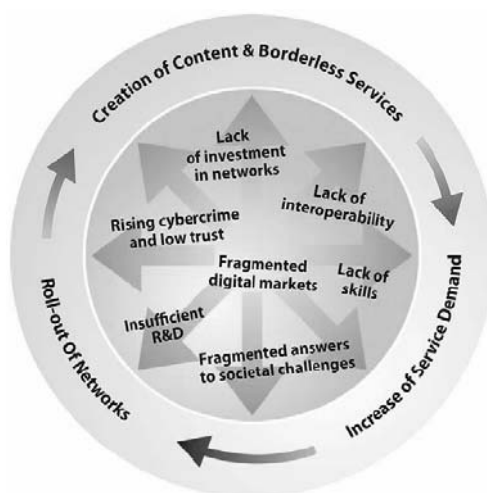 Creation of Content & Borderless Services
Lack
of investment
in networks
Lack of
interoperability
Rising cybercrime
and low trust
Fragmented
digital markets
Lack of
skills
Insufficient
R&D
Fragmented answers
to societal challenges
Increase of Service Demand
Roll-out Of Networks